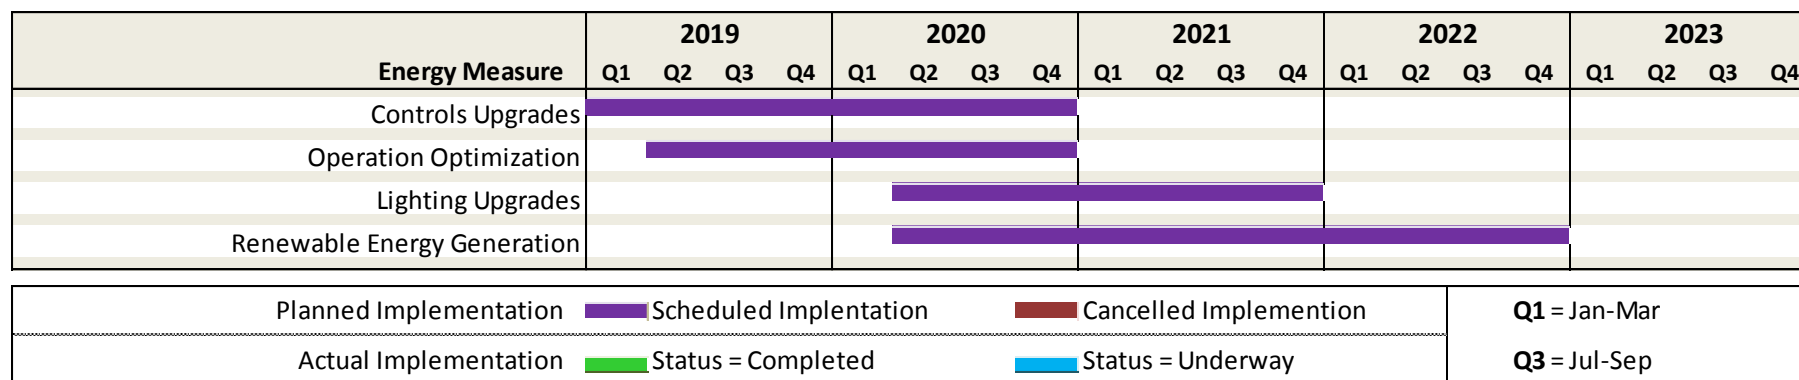 2019 2020 2021 2022 2023
Energy Measure Q1 Q2 Q3 Q4 Q1 Q2 Q3 Q4 Q1 Q2 Q3 Q4 Q1 Q2 Q3 Q4 Q1 Q2 Q3 Q4
Controls Upgrades
Operation Optimization
Lighting Upgrades
Renewable Energy Generation
Planned Implementation Scheduled Implentation Cancelled Implemention Q1 = Jan-Mar
Actual Implementation Status = Completed Status = Underway Q3 = Jul-Sep